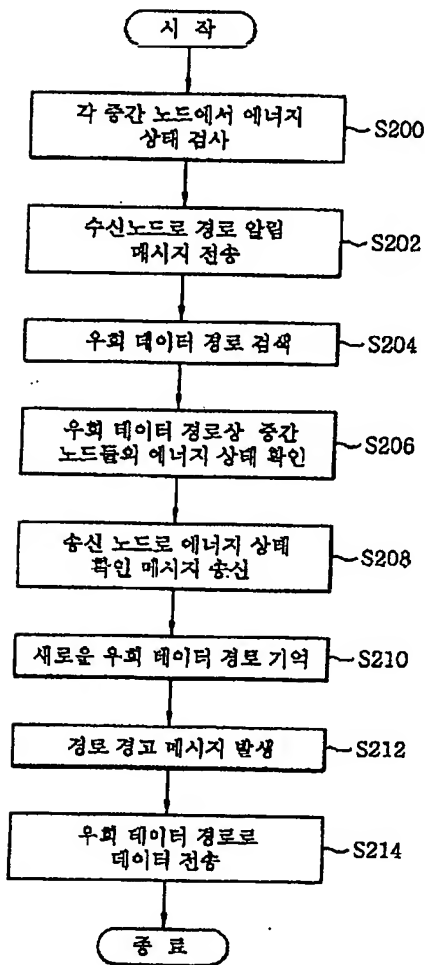 시 작
각 중간 노드에서 에너지
상태 검사
S200
수신노드로 경로 알림
메시지 전송
S202
우회 데이터 경로 검색
S204
우회 데이터 경로상 중간
노드들의 에너지 상태 확인
S206
송신 노드로 에너지 상태
확인 메시지 송신
S208
새로운 우회 데이터 경로 기억
S210
경로 경고 메시지 발생
S212
우회 데이터 경로로
데이터 전송
S214
종 료